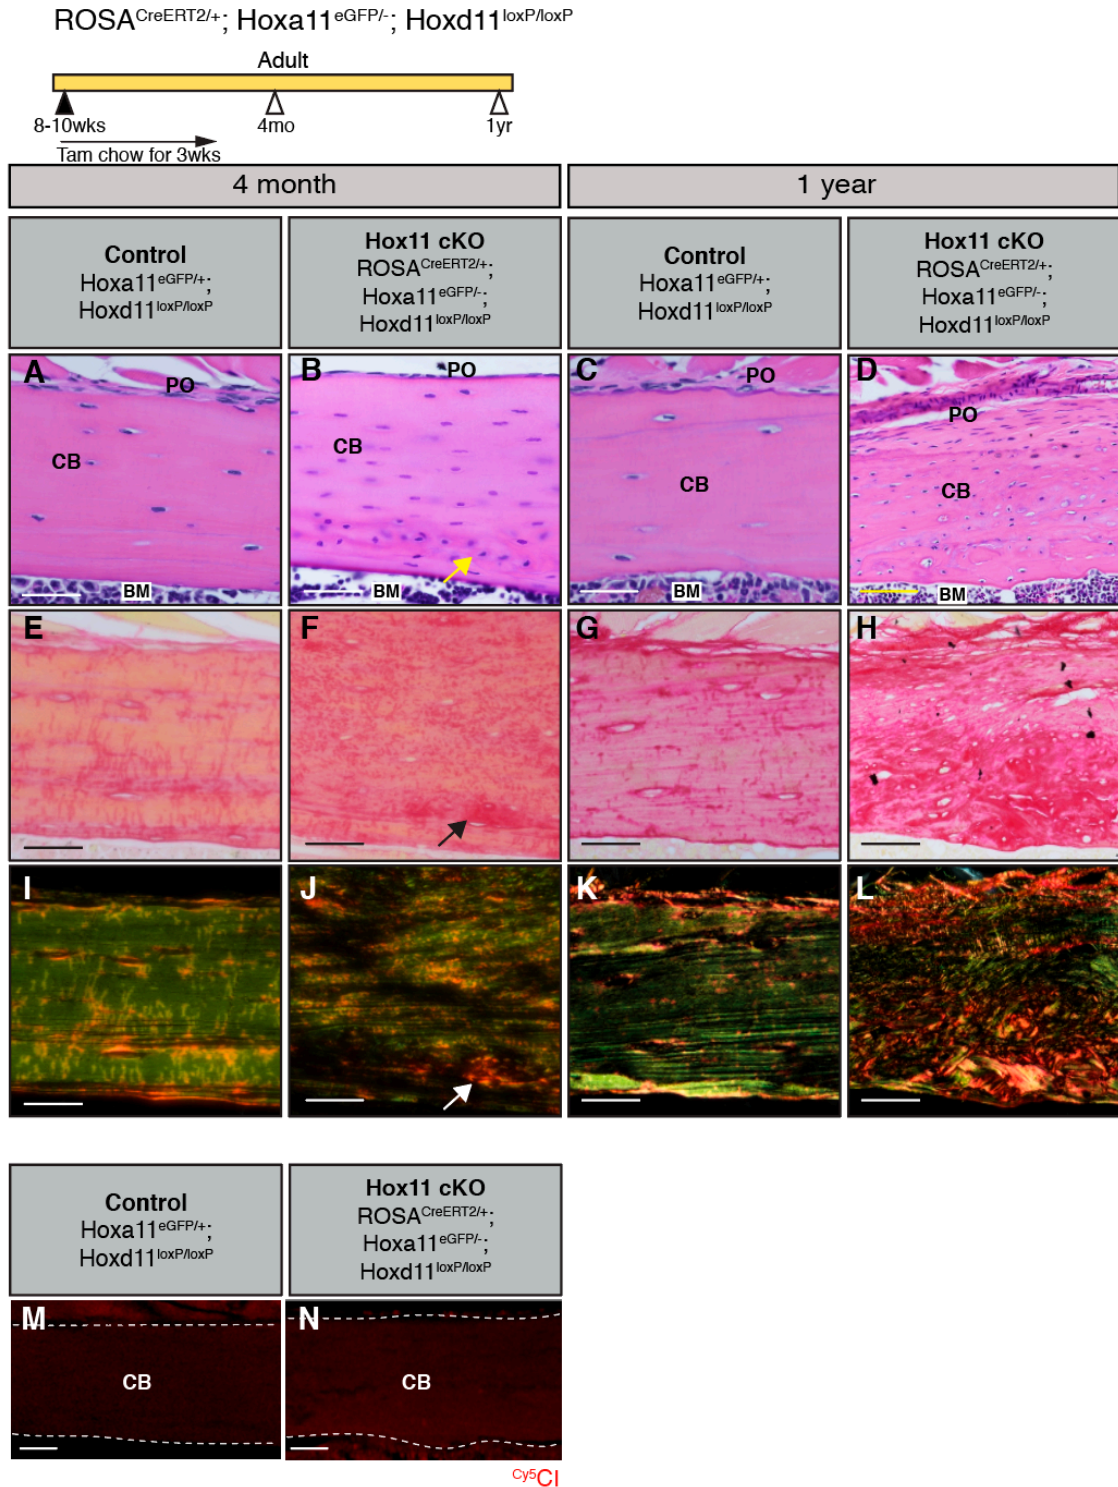 ROSACreERT2/+; Hoxa11eGFP/-; Hoxd11loxP/loxP
Adult
8-10wks 4mo 1yr
Tam chow for 3wks
4 month 1 year
Control
Hoxa11eGFP/+;
Hoxd11loxP/loxP
Hox11 cKO
ROSACreERT2/+;
Hoxa11eGFP/-;
Hoxd11loxP/loxP
Control
Hoxa11eGFP/+;
Hoxd11loxP/loxP
Hox11 cKO
ROSACreERT2/+;
Hoxa11eGFP/-;
Hoxd11loxP/loxP
A PO CB BM
B PO CB BM
C PO CB BM
D PO CB BM
E F G H
I J K L
Control
Hoxa11eGFP/+;
Hoxd11loxP/loxP
Hox11 cKO
ROSACreERT2/+;
Hoxa11eGFP/-;
Hoxd11loxP/loxP
M CB
N CB
Cy5CI